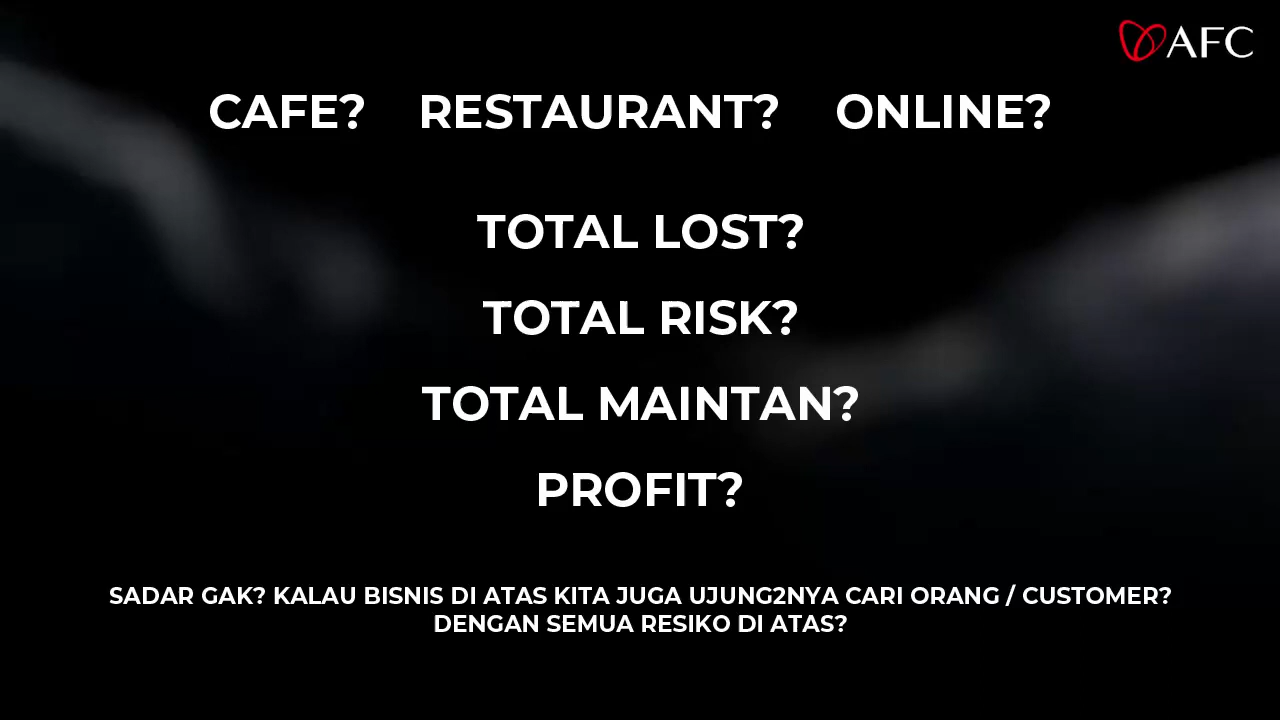 AFC
CAFE? RESTAURANT? ONLINE?
TOTAL LOST?
TOTAL RISK?
TOTAL MAINTAN?
PROFIT?
SADAR GAK? KALAU BISNIS DI ATAS KITA JUGA UJUNG2NYA CARI ORANG / CUSTOMER?
DENGAN SEMUA RESIKO DI ATAS?